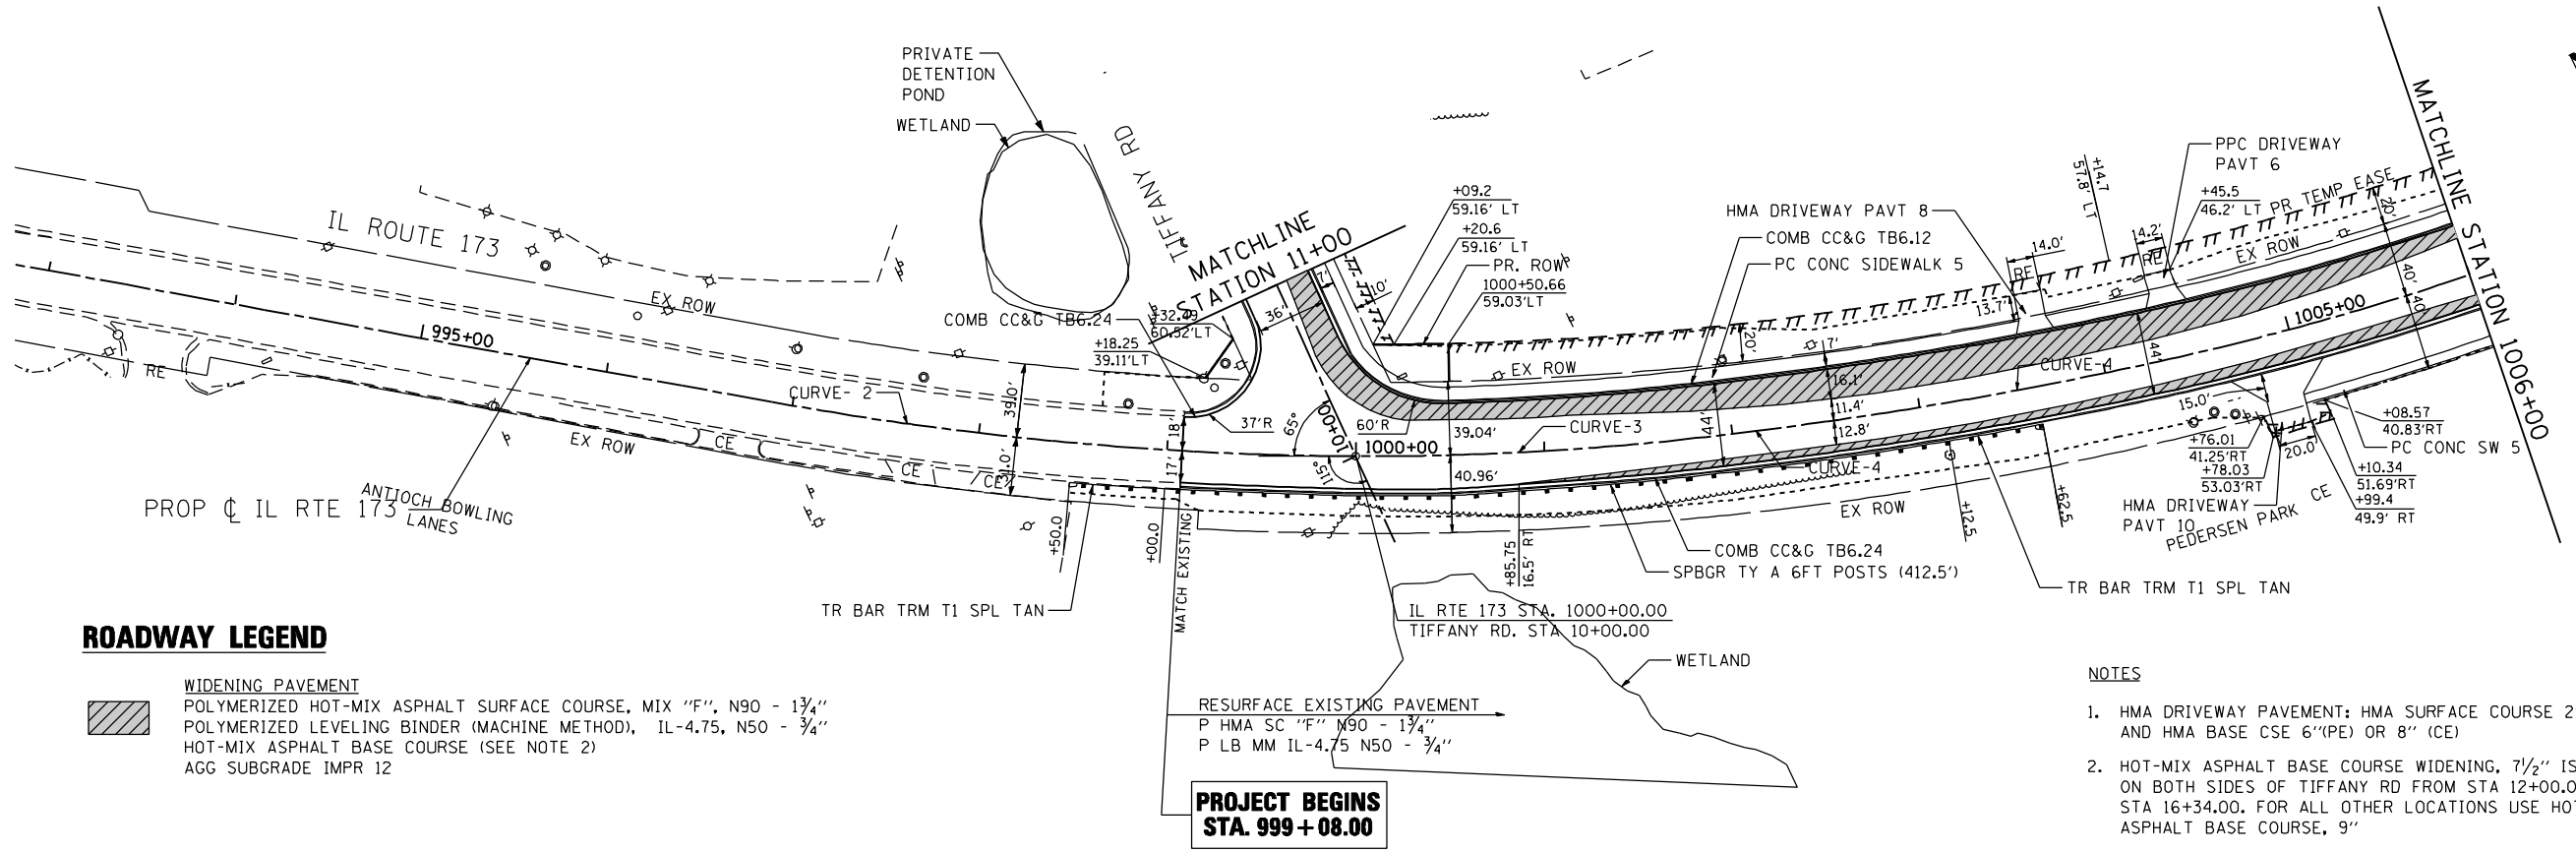 PRIVATE
DETENTION
POND
WETLAND
TIFFANY RD
MATCHLINE
STATION 11+00
IL ROUTE 173
EX ROW
995+00
RE
CURVE- 2
EX ROW
CE
CE
CE
PROP ℄ IL RTE 173
ANTIOCH BOWLING
LANES
COMB CC&G TB6.24
+32.49
60.52'LT
+18.25
39.11'LT
39.0'
31.0'
18'
17'
37'R
36'
7'
10'
65°
115°
10+00
60'R
1000+00
39.04'
40.96'
CURVE-3
+09.2
59.16' LT
+20.6
59.16' LT
PR. ROW
1000+50.66
59.03'LT
EX ROW
HMA DRIVEWAY PAVT 8
COMB CC&G TB6.12
PC CONC SIDEWALK 5
20'
7'
16.1'
11.4'
12.8'
44'
CURVE-4
+14.7
57.8' LT
14.0'
RE
13.7'
14.2'
RE
PPC DRIVEWAY
PAVT 6
+45.5
46.2' LT
PR TEMP EASE
EX ROW
20'
40'
40'
44'
CURVE-4
1005+00
MATCHLINE STATION 1006+00
15.0'
+76.01
41.25'RT
+78.03
53.03'RT
20.0'
+08.57
40.83'RT
PC CONC SW 5
+10.34
51.69'RT
+99.4
49.9' RT
HMA DRIVEWAY
PAVT 10
PEDERSEN PARK CE
EX ROW
+12.5
+62.5
+50.0
+00.0
MATCH EXISTING
+85.75
16.5' RT
COMB CC&G TB6.24
SPBGR TY A 6FT POSTS (412.5')
TR BAR TRM T1 SPL TAN
TR BAR TRM T1 SPL TAN
IL RTE 173 STA. 1000+00.00
TIFFANY RD. STA 10+00.00
WETLAND
RESURFACE EXISTING PAVEMENT
P HMA SC "F" N90 - 1¾"
P LB MM IL-4.75 N50 - ¾"
PROJECT BEGINS
STA. 999+08.00
ROADWAY LEGEND
WIDENING PAVEMENT
POLYMERIZED HOT-MIX ASPHALT SURFACE COURSE, MIX "F", N90 - 1¾"
POLYMERIZED LEVELING BINDER (MACHINE METHOD), IL-4.75, N50 - ¾"
HOT-MIX ASPHALT BASE COURSE (SEE NOTE 2)
AGG SUBGRADE IMPR 12
NOTES
1. HMA DRIVEWAY PAVEMENT: HMA SURFACE COURSE 2
AND HMA BASE CSE 6"(PE) OR 8" (CE)
2. HOT-MIX ASPHALT BASE COURSE WIDENING, 7½" IS
ON BOTH SIDES OF TIFFANY RD FROM STA 12+00.0
STA 16+34.00. FOR ALL OTHER LOCATIONS USE HO
ASPHALT BASE COURSE, 9"